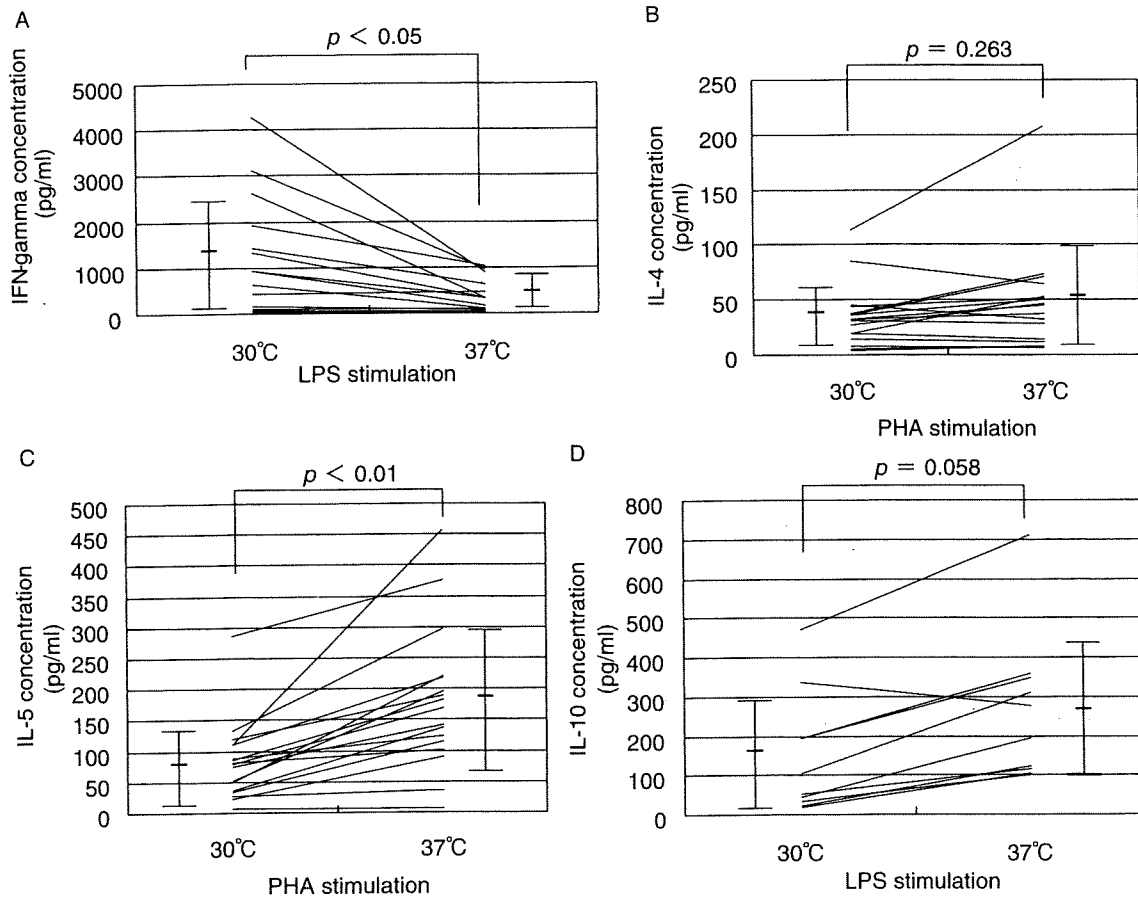 A
p < 0.05
IFN-gamma concentration
(pg/ml)
5000
4000
3000
2000
1000
0
30℃
37℃
LPS stimulation
B
p = 0.263
IL-4 concentration
(pg/ml)
250
200
150
100
50
0
30℃
37℃
PHA stimulation
C
p < 0.01
IL-5 concentration
(pg/ml)
500
450
400
350
300
250
200
150
100
50
0
30℃
37℃
PHA stimulation
D
p = 0.058
IL-10 concentration
(pg/ml)
800
700
600
500
400
300
200
100
0
30℃
37℃
LPS stimulation